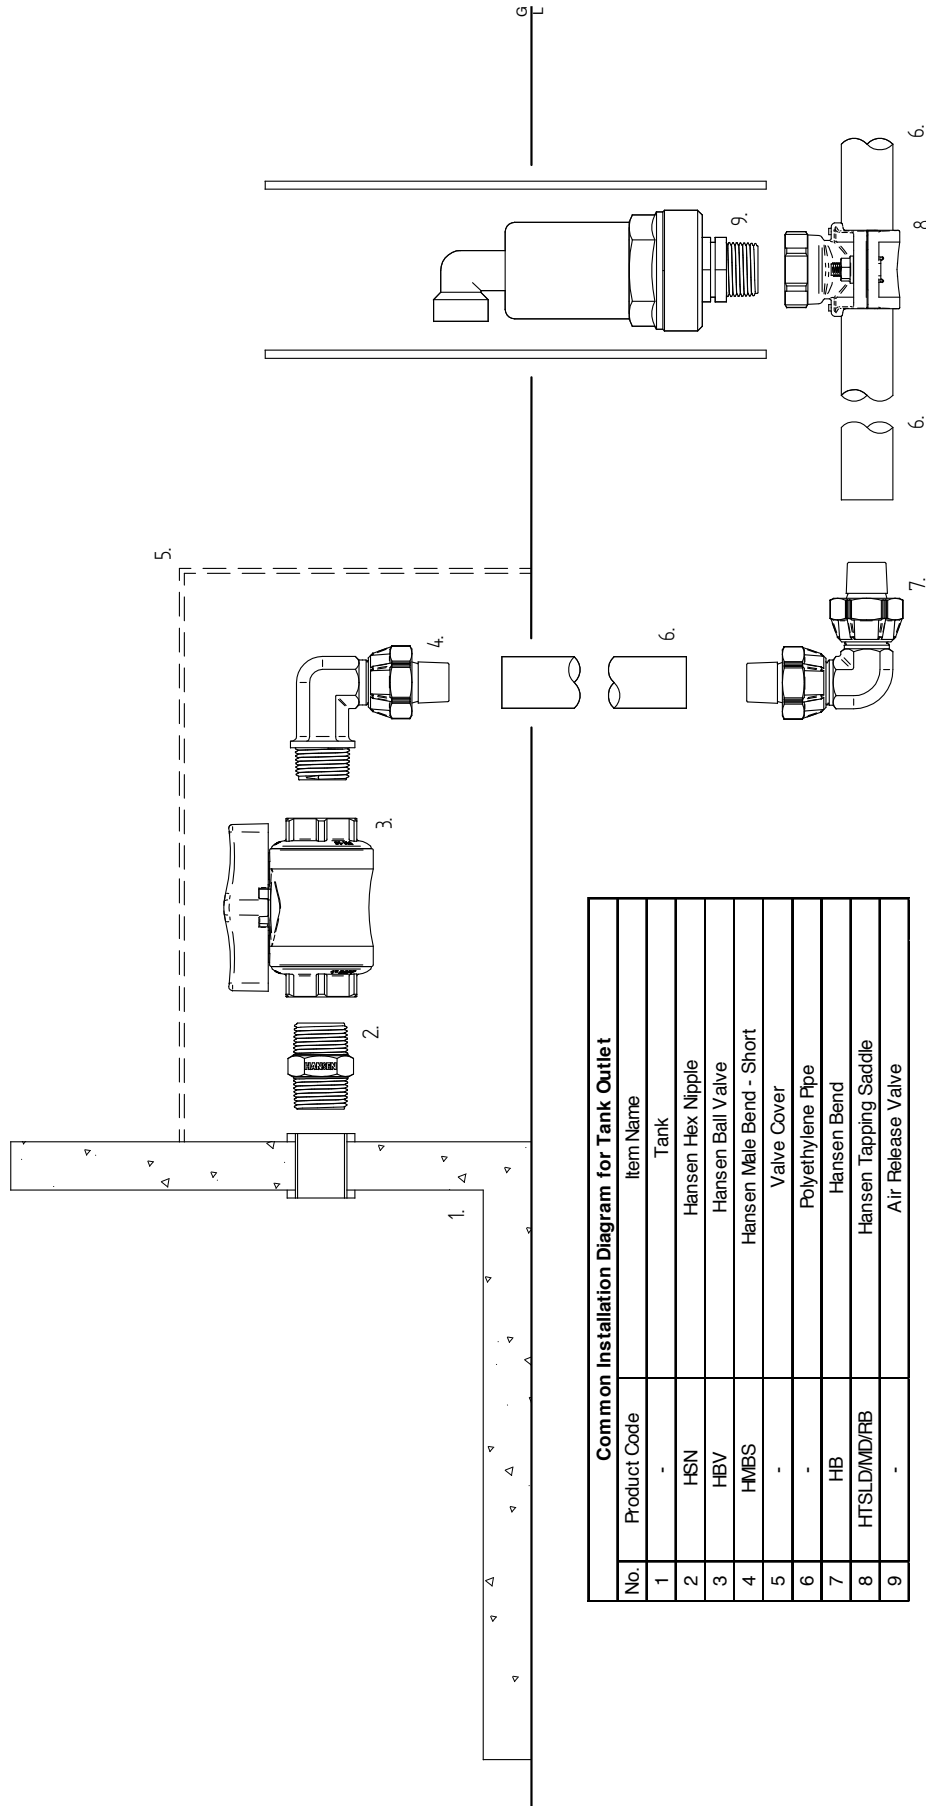 G L
5.
4.
3.
2.
HANSEN
1.
9.
6.
6.
6.
7.
8.
Common Installation Diagram for Tank Outlet
No. Product Code Item Name
1 - Tank
2 HSN Hansen Hex Nipple
3 HBV Hansen Ball Valve
4 HMBS Hansen Male Bend - Short
5 - Valve Cover
6 - Polyethylene Pipe
7 HB Hansen Bend
8 HTSLD/MD/RB Hansen Tapping Saddle
9 - Air Release Valve